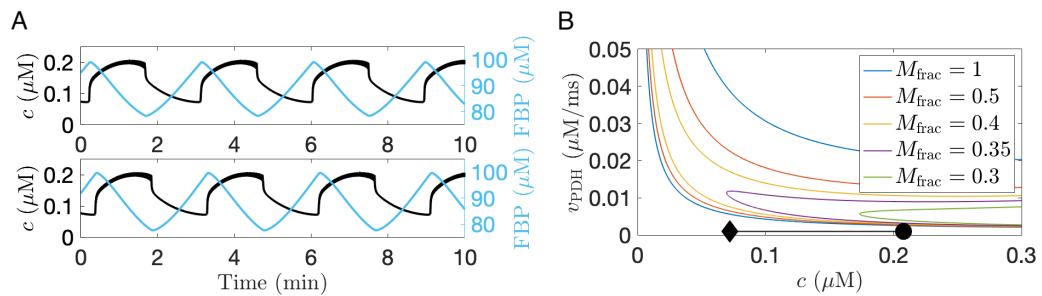 A
c (μM)
0.2
0.1
0
0 2 4 6 8 10
100
90
80
FBP (μM)
c (μM)
0.2
0.1
0
0 2 4 6 8 10
100
90
80
FBP (μM)
Time (min)
B
v_PDH (μM/ms)
0.05
0.04
0.03
0.02
0.01
0
0 0.1 0.2 0.3
c (μM)
M_frac = 1
M_frac = 0.5
M_frac = 0.4
M_frac = 0.35
M_frac = 0.3